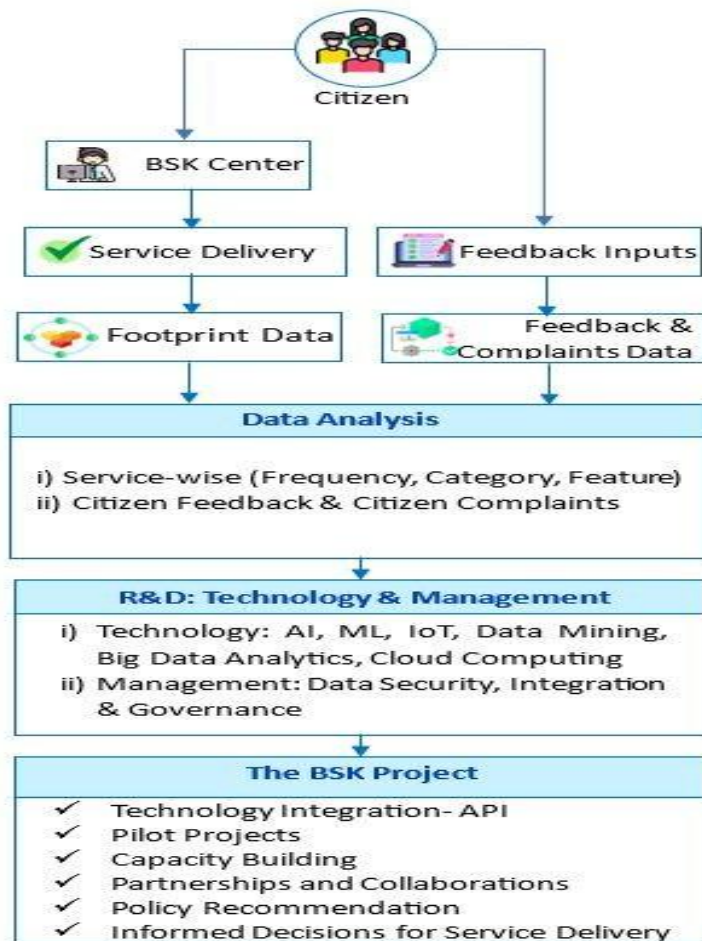 Citizen
BSK Center
Service Delivery
Feedback Inputs
Footprint Data
Feedback &
Complaints Data
Data Analysis
i) Service-wise (Frequency, Category, Feature)
ii) Citizen Feedback & Citizen Complaints
R&D: Technology & Management
i) Technology: AI, ML, IoT, Data Mining,
Big Data Analytics, Cloud Computing
ii) Management: Data Security, Integration
& Governance
The BSK Project
✓ Technology Integration- API
✓ Pilot Projects
✓ Capacity Building
✓ Partnerships and Collaborations
✓ Policy Recommendation
✓ Informed Decisions for Service Delivery